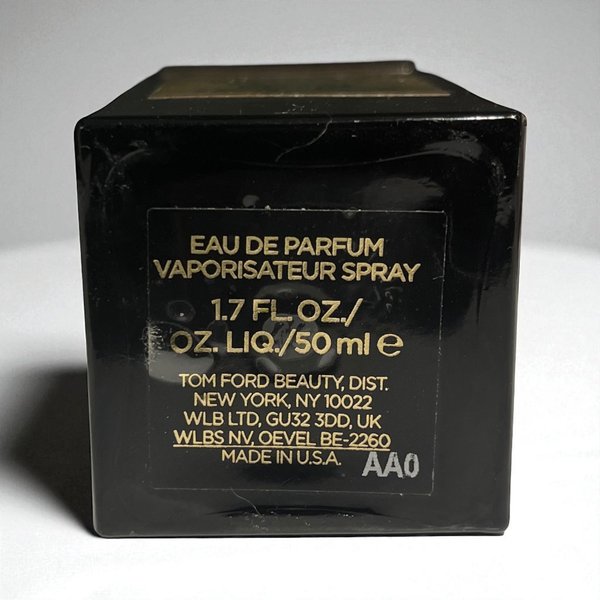 EAU DE PARFUM
VAPORISATEUR SPRAY
1.7 FL. OZ./
OZ. LIQ./50 ml ℮
TOM FORD BEAUTY, DIST.
NEW YORK, NY 10022
WLB LTD, GU32 3DD, UK
WLBS NV, OEVEL BE-2260
MADE IN U.S.A. AA0